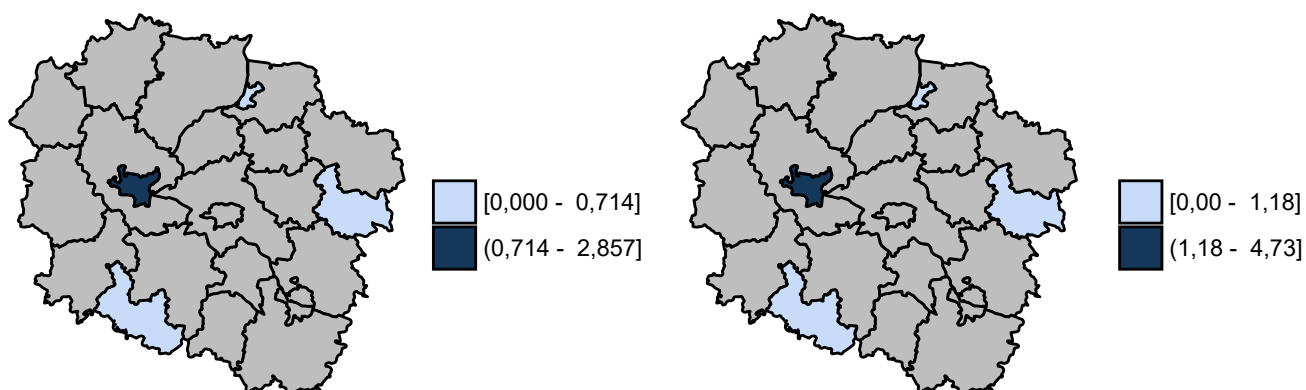 [0,000 - 0,714]
(0,714 - 2,857]
[0,00 - 1,18]
(1,18 - 4,73]